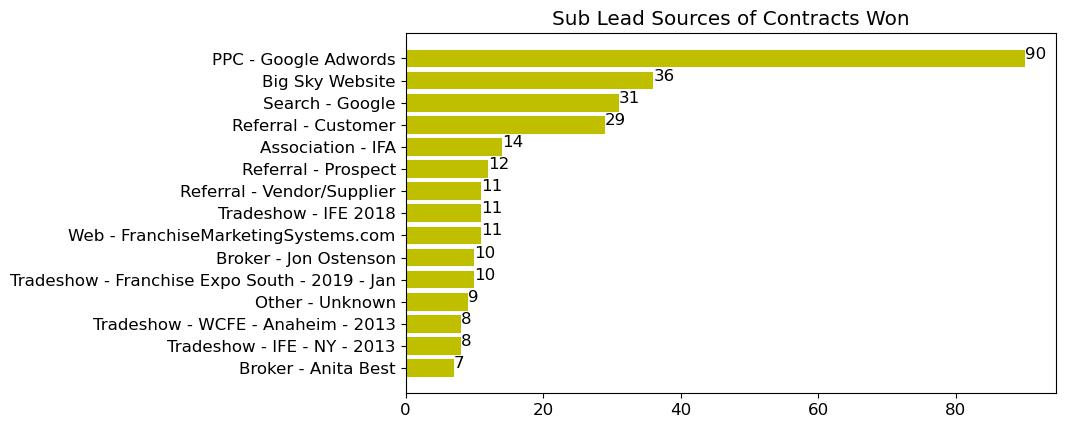 Sub Lead Sources of Contracts Won
PPC - Google Adwords 90
Big Sky Website 36
Search - Google 31
Referral - Customer 29
Association - IFA 14
Referral - Prospect 12
Referral - Vendor/Supplier 11
Tradeshow - IFE 2018 11
Web - FranchiseMarketingSystems.com 11
Broker - Jon Ostenson 10
Tradeshow - Franchise Expo South - 2019 - Jan 10
Other - Unknown 9
Tradeshow - WCFE - Anaheim - 2013 8
Tradeshow - IFE - NY - 2013 8
Broker - Anita Best 7
0 20 40 60 80